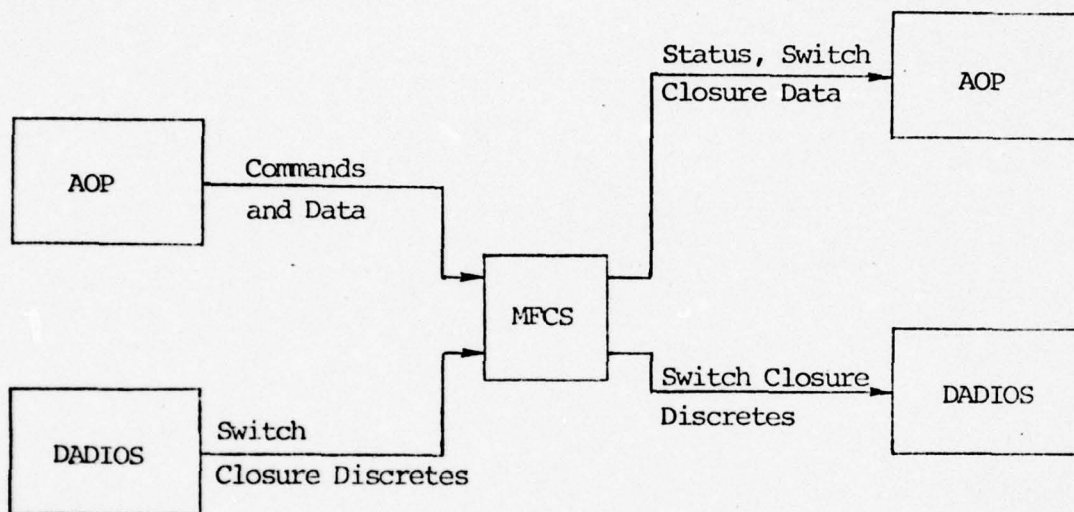 AOP
Commands
and Data
DADIOS
Switch
Closure Discretes
MFCS
Status, Switch
Closure Data
AOP
Switch Closure
Discretes
DADIOS